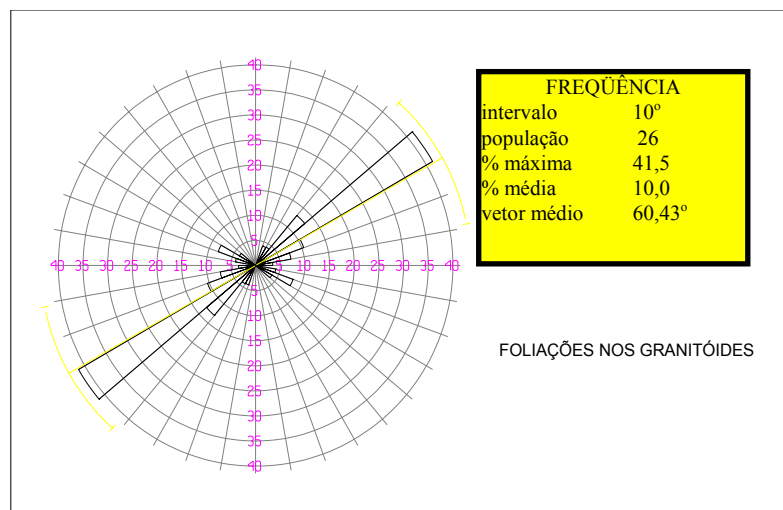 40
35
30
25
20
15
10
5
40 35 30 25 20 15 10 5 5 10 15 20 25 30 35 40
5
10
15
20
25
30
35
40
FREQÜÊNCIA
intervalo 10º
população 26
% máxima 41,5
% média 10,0
vetor médio 60,43º
FOLIAÇÕES NOS GRANITÓIDES